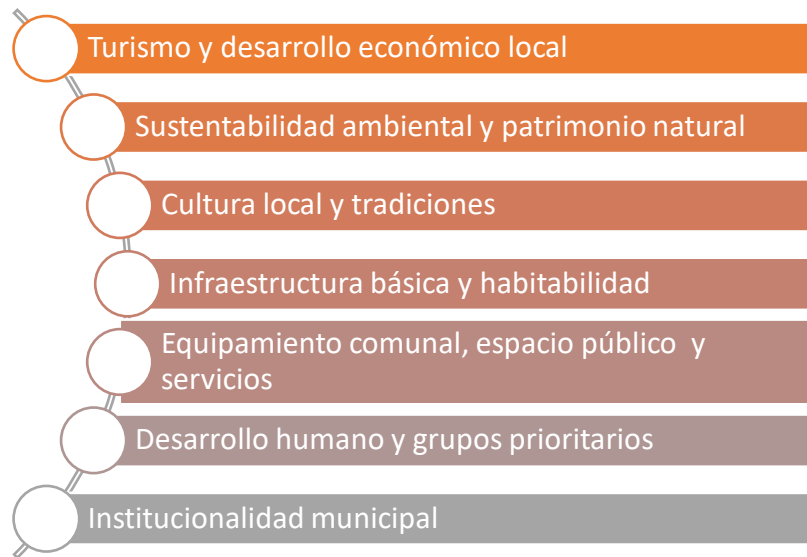 Turismo y desarrollo económico local
Sustentabilidad ambiental y patrimonio natural
Cultura local y tradiciones
Infraestructura básica y habitabilidad
Equipamiento comunal, espacio público  y
servicios
Desarrollo humano y grupos prioritarios
Institucionalidad municipal